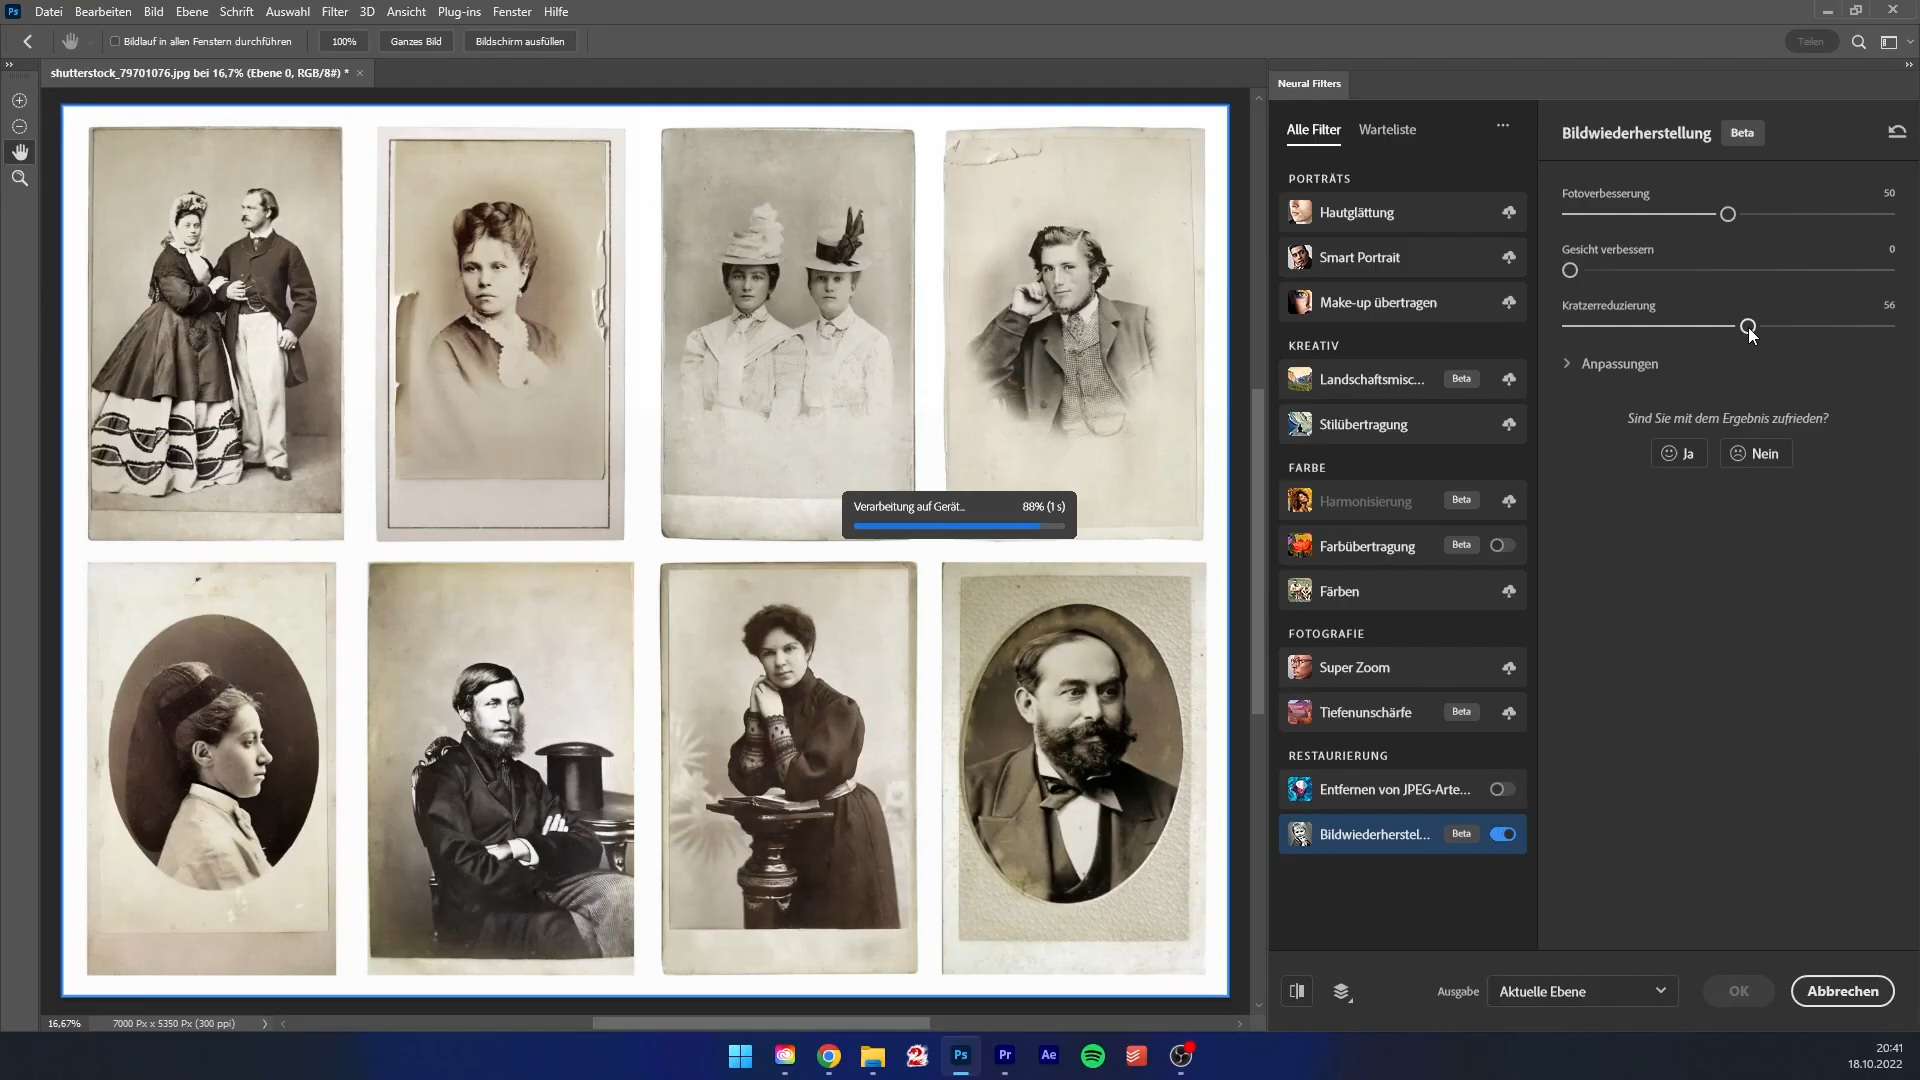 Ps Datei Bearbeiten Bild Ebene Schrift Auswahl Filter 3D Ansicht Plug-ins Fenster Hilfe
Bildlauf in allen Fenstern durchführen 100% Ganzes Bild Bildschirm ausfüllen Teilen
shutterstock_79701076.jpg bei 16,7% (Ebene 0, RGB/8#) *
Neural Filters
Alle Filter Warteliste
Bildwiederherstellung Beta
PORTRÄTS
Hautglättung
Smart Portrait
Make-up übertragen
KREATIV
Landschaftsmisc... Beta
Stilübertragung
FARBE
Harmonisierung Beta
Farbübertragung Beta
Färben
FOTOGRAFIE
Super Zoom
Tiefenunschärfe Beta
RESTAURIERUNG
Entfernen von JPEG-Arte...
Bildwiederherstel... Beta
Fotoverbesserung 50
Gesicht verbessern 0
Kratzerreduzierung 56
Anpassungen
Sind Sie mit dem Ergebnis zufrieden?
Ja Nein
Verarbeitung auf Gerät... 88% (1 s)
Ausgabe Aktuelle Ebene OK Abbrechen
16,67% 7000 Px x 5350 Px (300 ppi)
Ps Pr Ae
20:41
18.10.2022